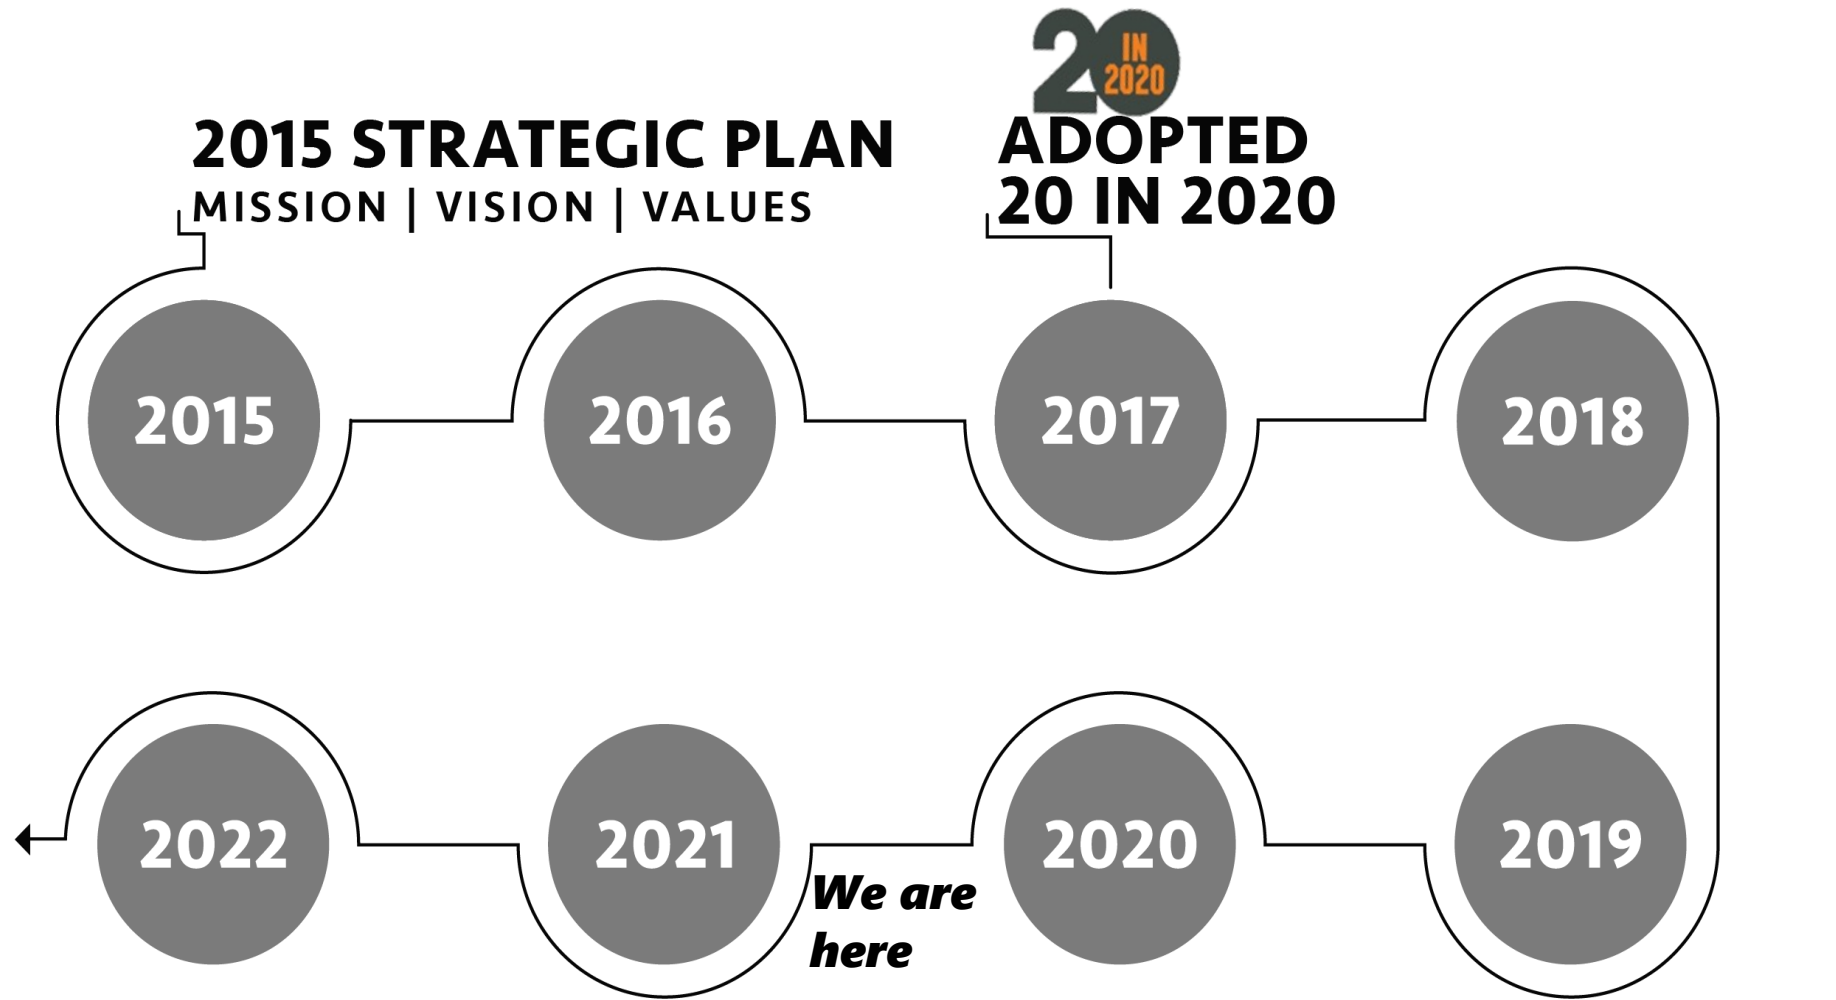 20
IN
2020
2015 STRATEGIC PLAN
MISSION | VISION | VALUES
ADOPTED
20 IN 2020
2015
2016
2017
2018
2022
2021
2020
2019
We are
here